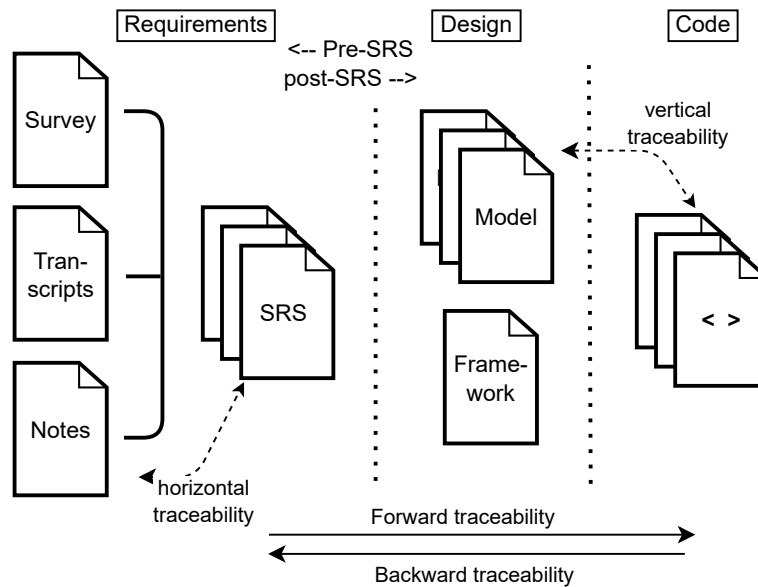 Requirements
Design
Code
<-- Pre-SRS
post-SRS -->
Survey
Tran-
scripts
Notes
SRS
horizontal
traceability
Model
Frame-
work
vertical
traceability
< >
Forward traceability
Backward traceability